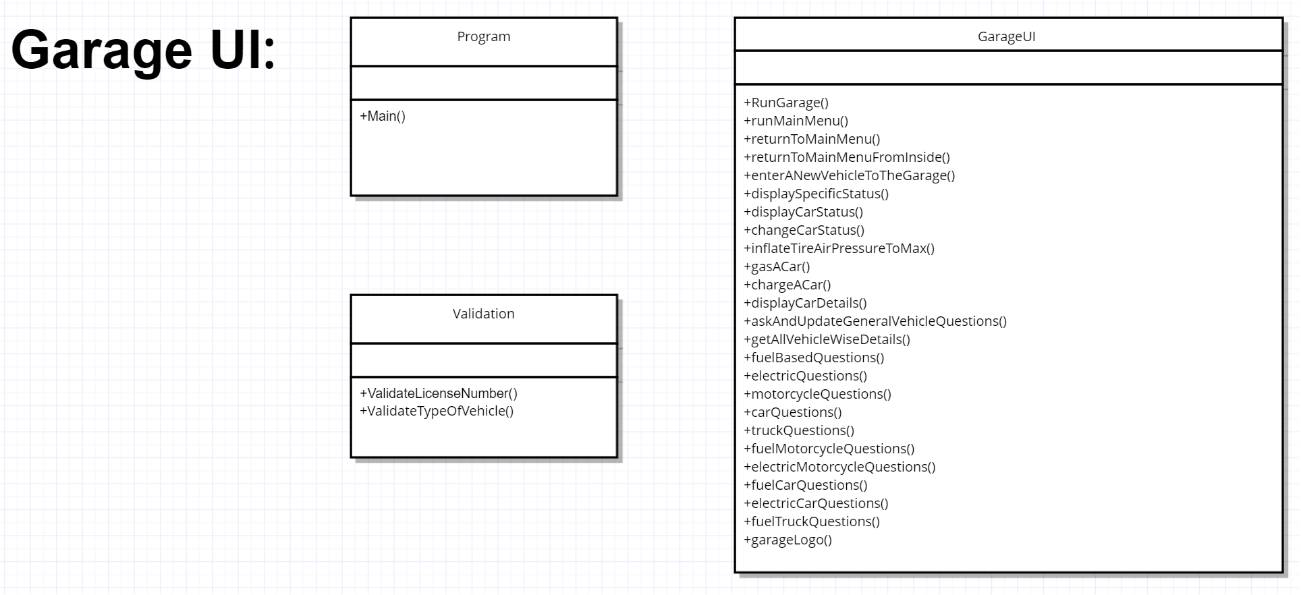 Garage UI:
Program
+Main()
Validation
+ValidateLicenseNumber()
+ValidateTypeOfVehicle()
GarageUI
+RunGarage()
+runMainMenu()
+returnToMainMenu()
+returnToMainMenuFromInside()
+enterANewVehicleToTheGarage()
+displaySpecificStatus()
+displayCarStatus()
+changeCarStatus()
+inflateTireAirPressureToMax()
+gasACar()
+chargeACar()
+displayCarDetails()
+askAndUpdateGeneralVehicleQuestions()
+getAllVehicleWiseDetails()
+fuelBasedQuestions()
+electricQuestions()
+motorcycleQuestions()
+carQuestions()
+truckQuestions()
+fuelMotorcycleQuestions()
+electricMotorcycleQuestions()
+fuelCarQuestions()
+electricCarQuestions()
+fuelTruckQuestions()
+garageLogo()